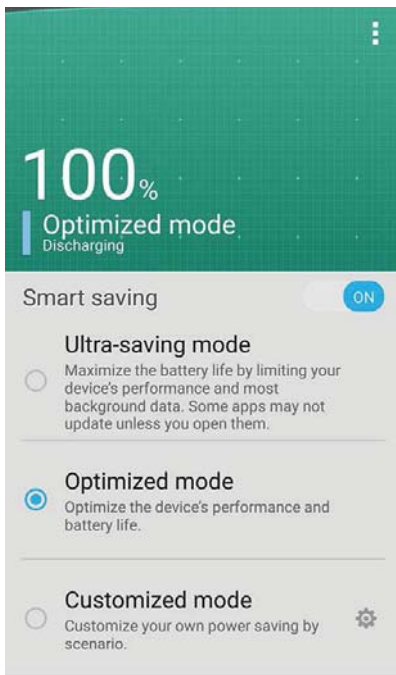 100%
Optimized mode
Discharging
Smart saving
ON
Ultra-saving mode
Maximize the battery life by limiting your
device's performance and most
background data. Some apps may not
update unless you open them.
Optimized mode
Optimize the device's performance and
battery life.
Customized mode
Customize your own power saving by
scenario.